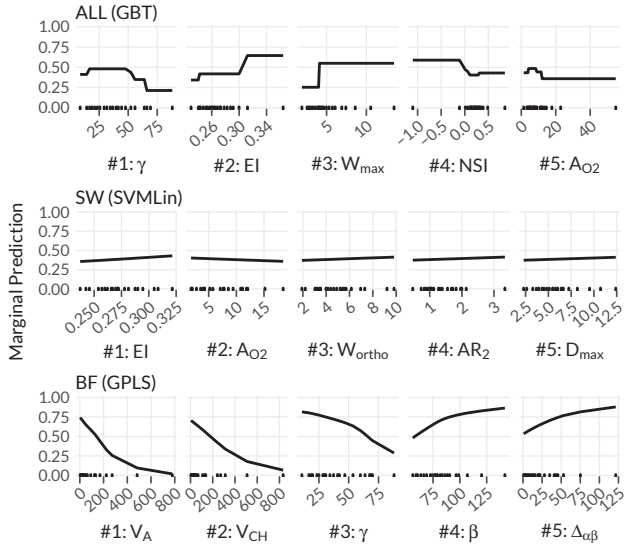 ALL (GBT)
1.00
0.75
0.50
0.25
0.00
25 50 75
0.26 0.30 0.34
5 10
−1.0 −0.5 0.0 0.5
0 20 40
#1: γ #2: EI #3: Wmax #4: NSI #5: AO2
SW (SVMLin)
1.00
0.75
0.50
0.25
0.00
0.250 0.275 0.300 0.325
5 10 15
2 4 6 8 10
1 2 3
2.5 5.0 7.5 10.0 12.5
#1: EI #2: AO2 #3: Wortho #4: AR2 #5: Dmax
BF (GPLS)
1.00
0.75
0.50
0.25
0.00
0 200 400 600 800
0 200 400 600 800
25 50 75
75 100 125
0 25 50 75 100 125
#1: VA #2: VCH #3: γ #4: β #5: Δαβ
Marginal Prediction